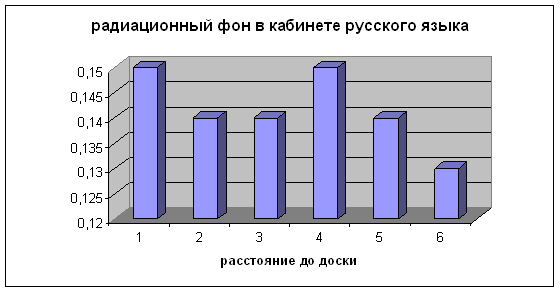 радиационный фон в кабинете русского языка
0,15
0,145
0,14
0,135
0,13
0,125
0,12
1 2 3 4 5 6
расстояние до доски